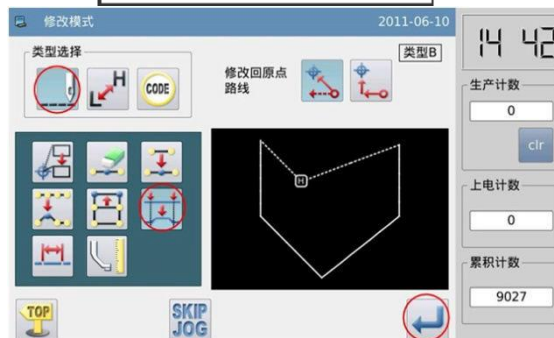 修改模式
2011-06-10
类型选择
H
CODE
修改回原点
路线
类型B
14 42
生产计数
0
clr
上电计数
0
累积计数
9027
H
TOP
SKIP
JOG